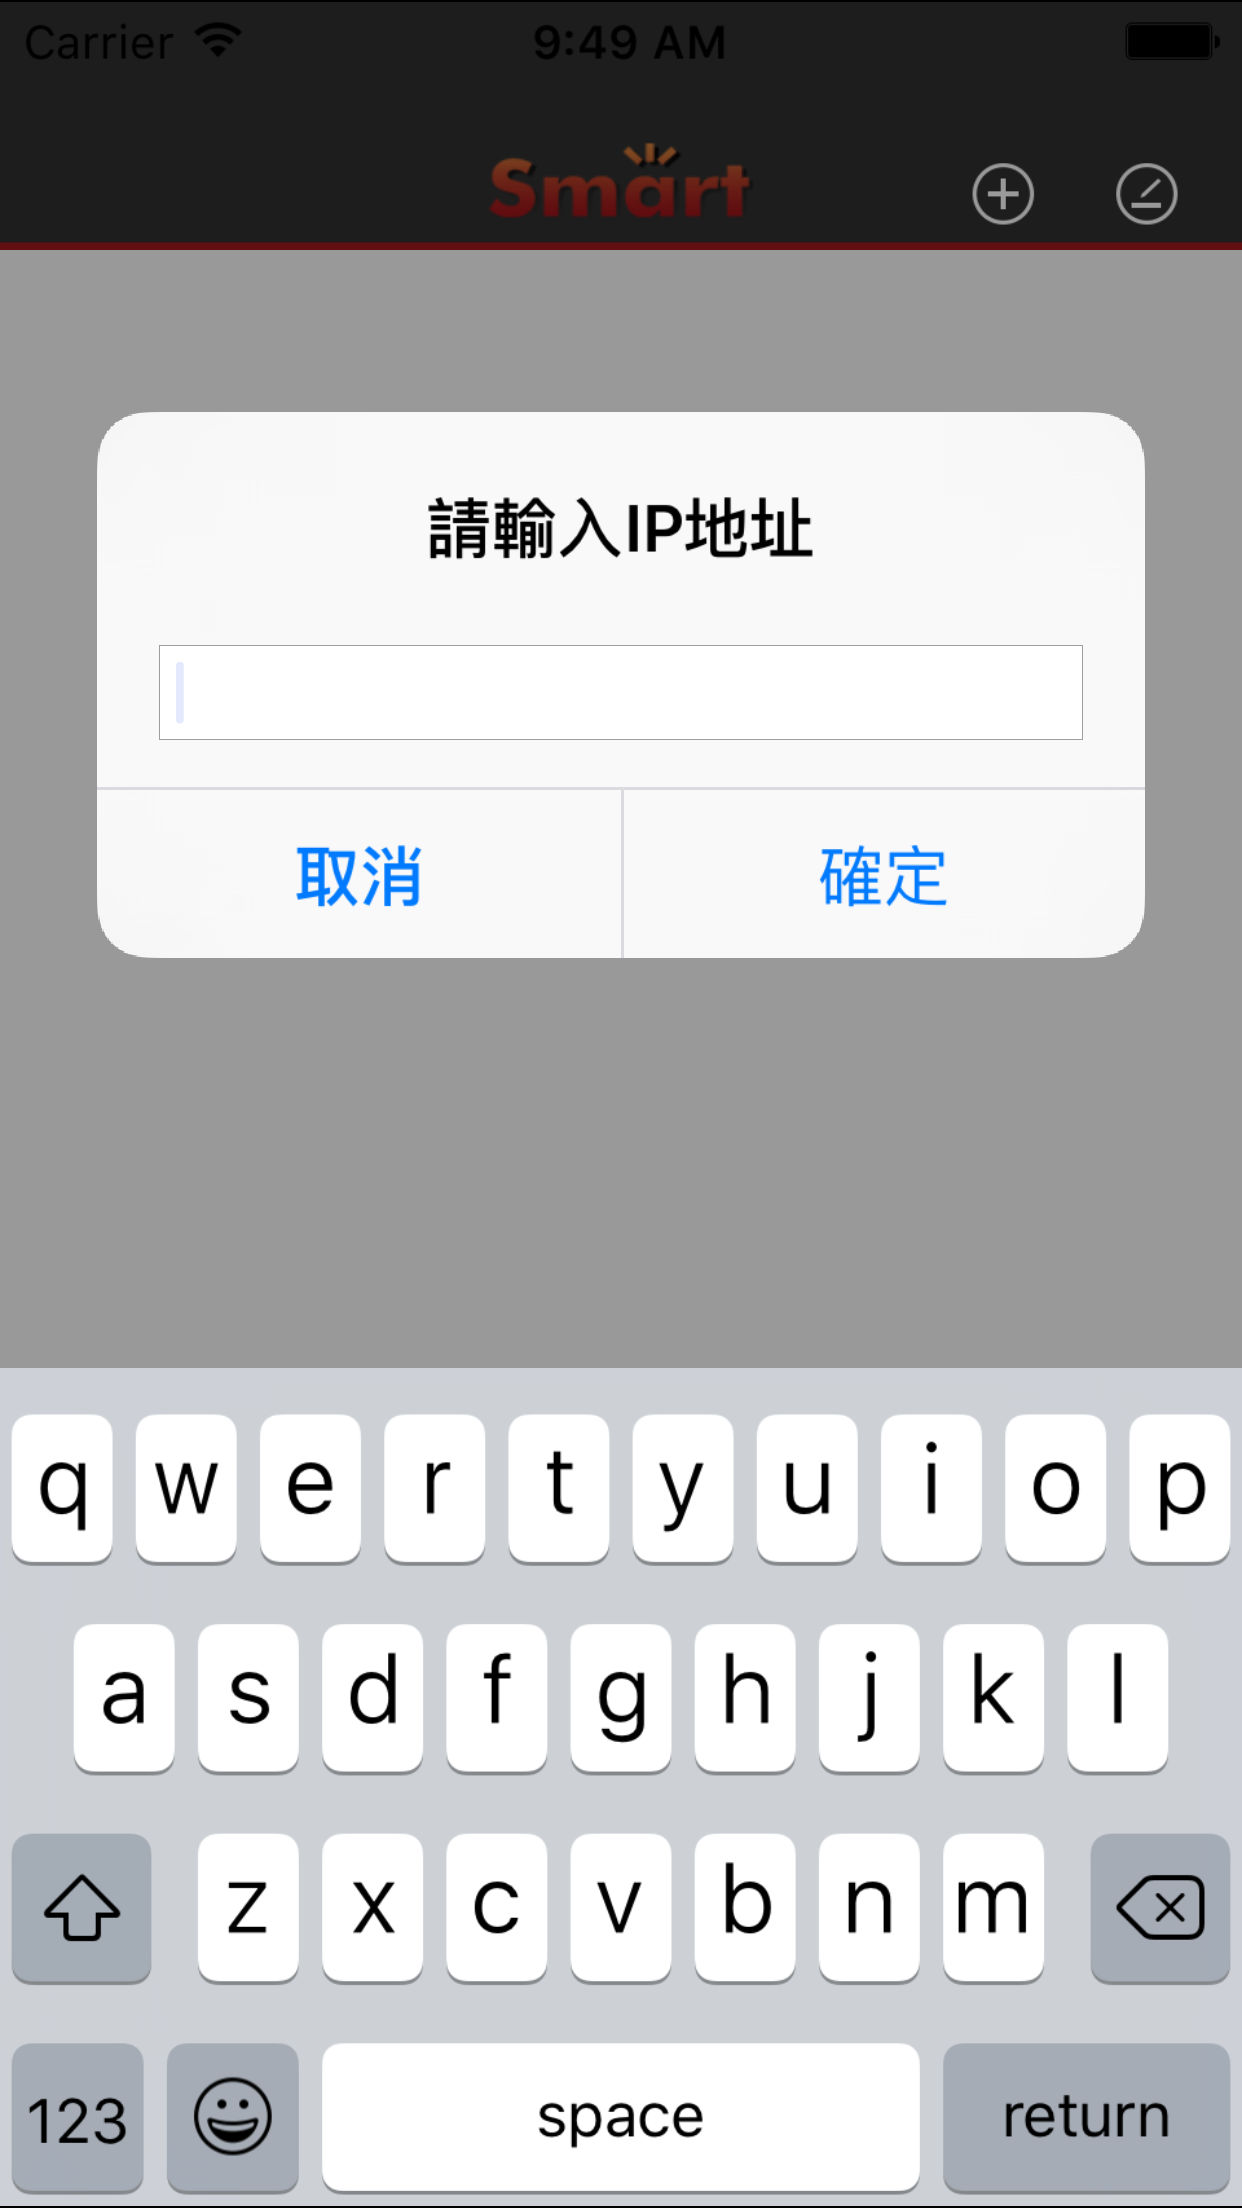 Carrier 9:49 AM
Smart
請輸入IP地址
取消 確定
q w e r t y u i o p
a s d f g h j k l
z x c v b n m
123 space return